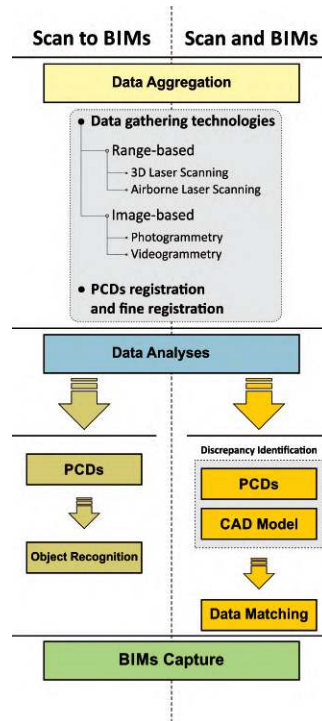 Scan to BIMs
Scan and BIMs
Data Aggregation
Data gathering technologies
Range-based
3D Laser Scanning
Airborne Laser Scanning
Image-based
Photogrammetry
Videogrammetry
PCDs registration
and fine registration
Data Analyses
PCDs
Object Recognition
Discrepancy Identification
PCDs
CAD Model
Data Matching
BIMs Capture